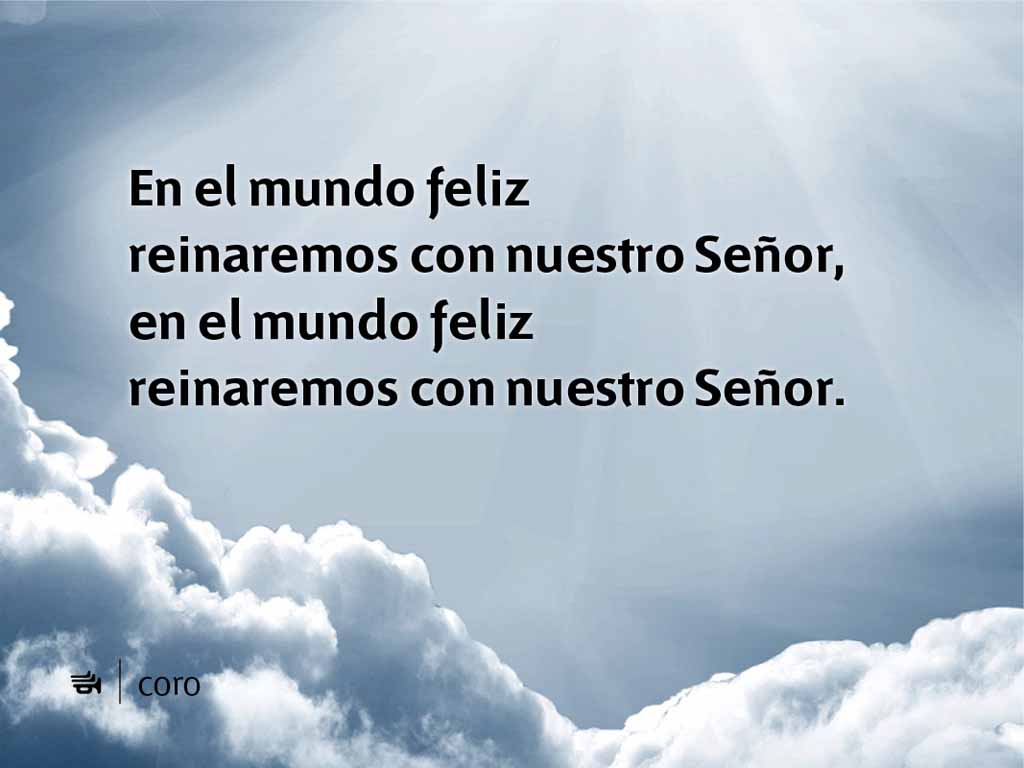 En el mundo feliz
reinaremos con nuestro Señor,
en el mundo feliz
reinaremos con nuestro Señor.
coro